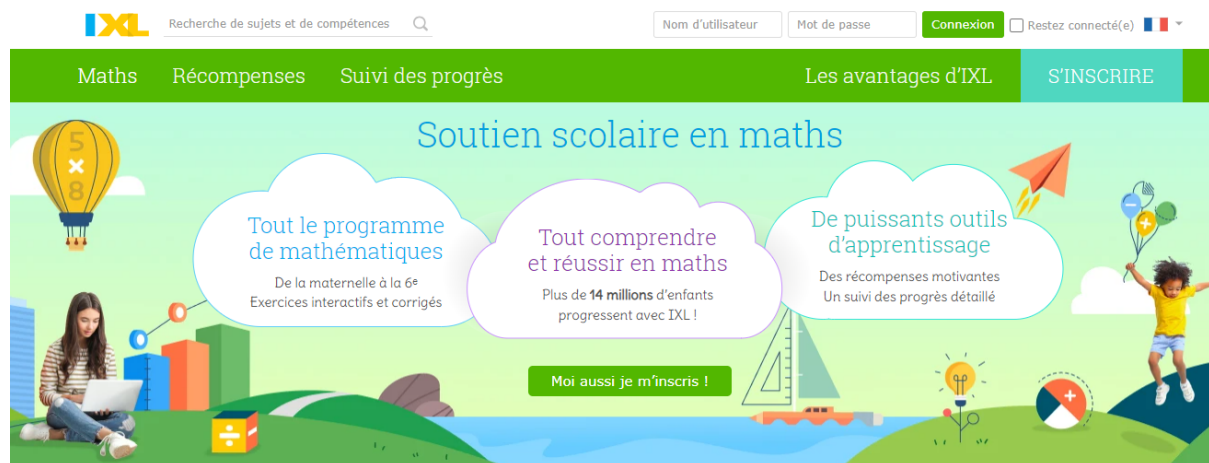 IXL
Recherche de sujets et de compétences
Nom d'utilisateur
Mot de passe
Connexion
Restez connecté(e)
Maths
Récompenses
Suivi des progrès
Les avantages d'IXL
S'INSCRIRE
Soutien scolaire en maths
5
×
8
Tout le programme
de mathématiques
De la maternelle à la 6e
Exercices interactifs et corrigés
Tout comprendre
et réussir en maths
Plus de 14 millions d'enfants
progressent avec IXL !
De puissants outils
d'apprentissage
Des récompenses motivantes
Un suivi des progrès détaillé
Moi aussi je m'inscris !